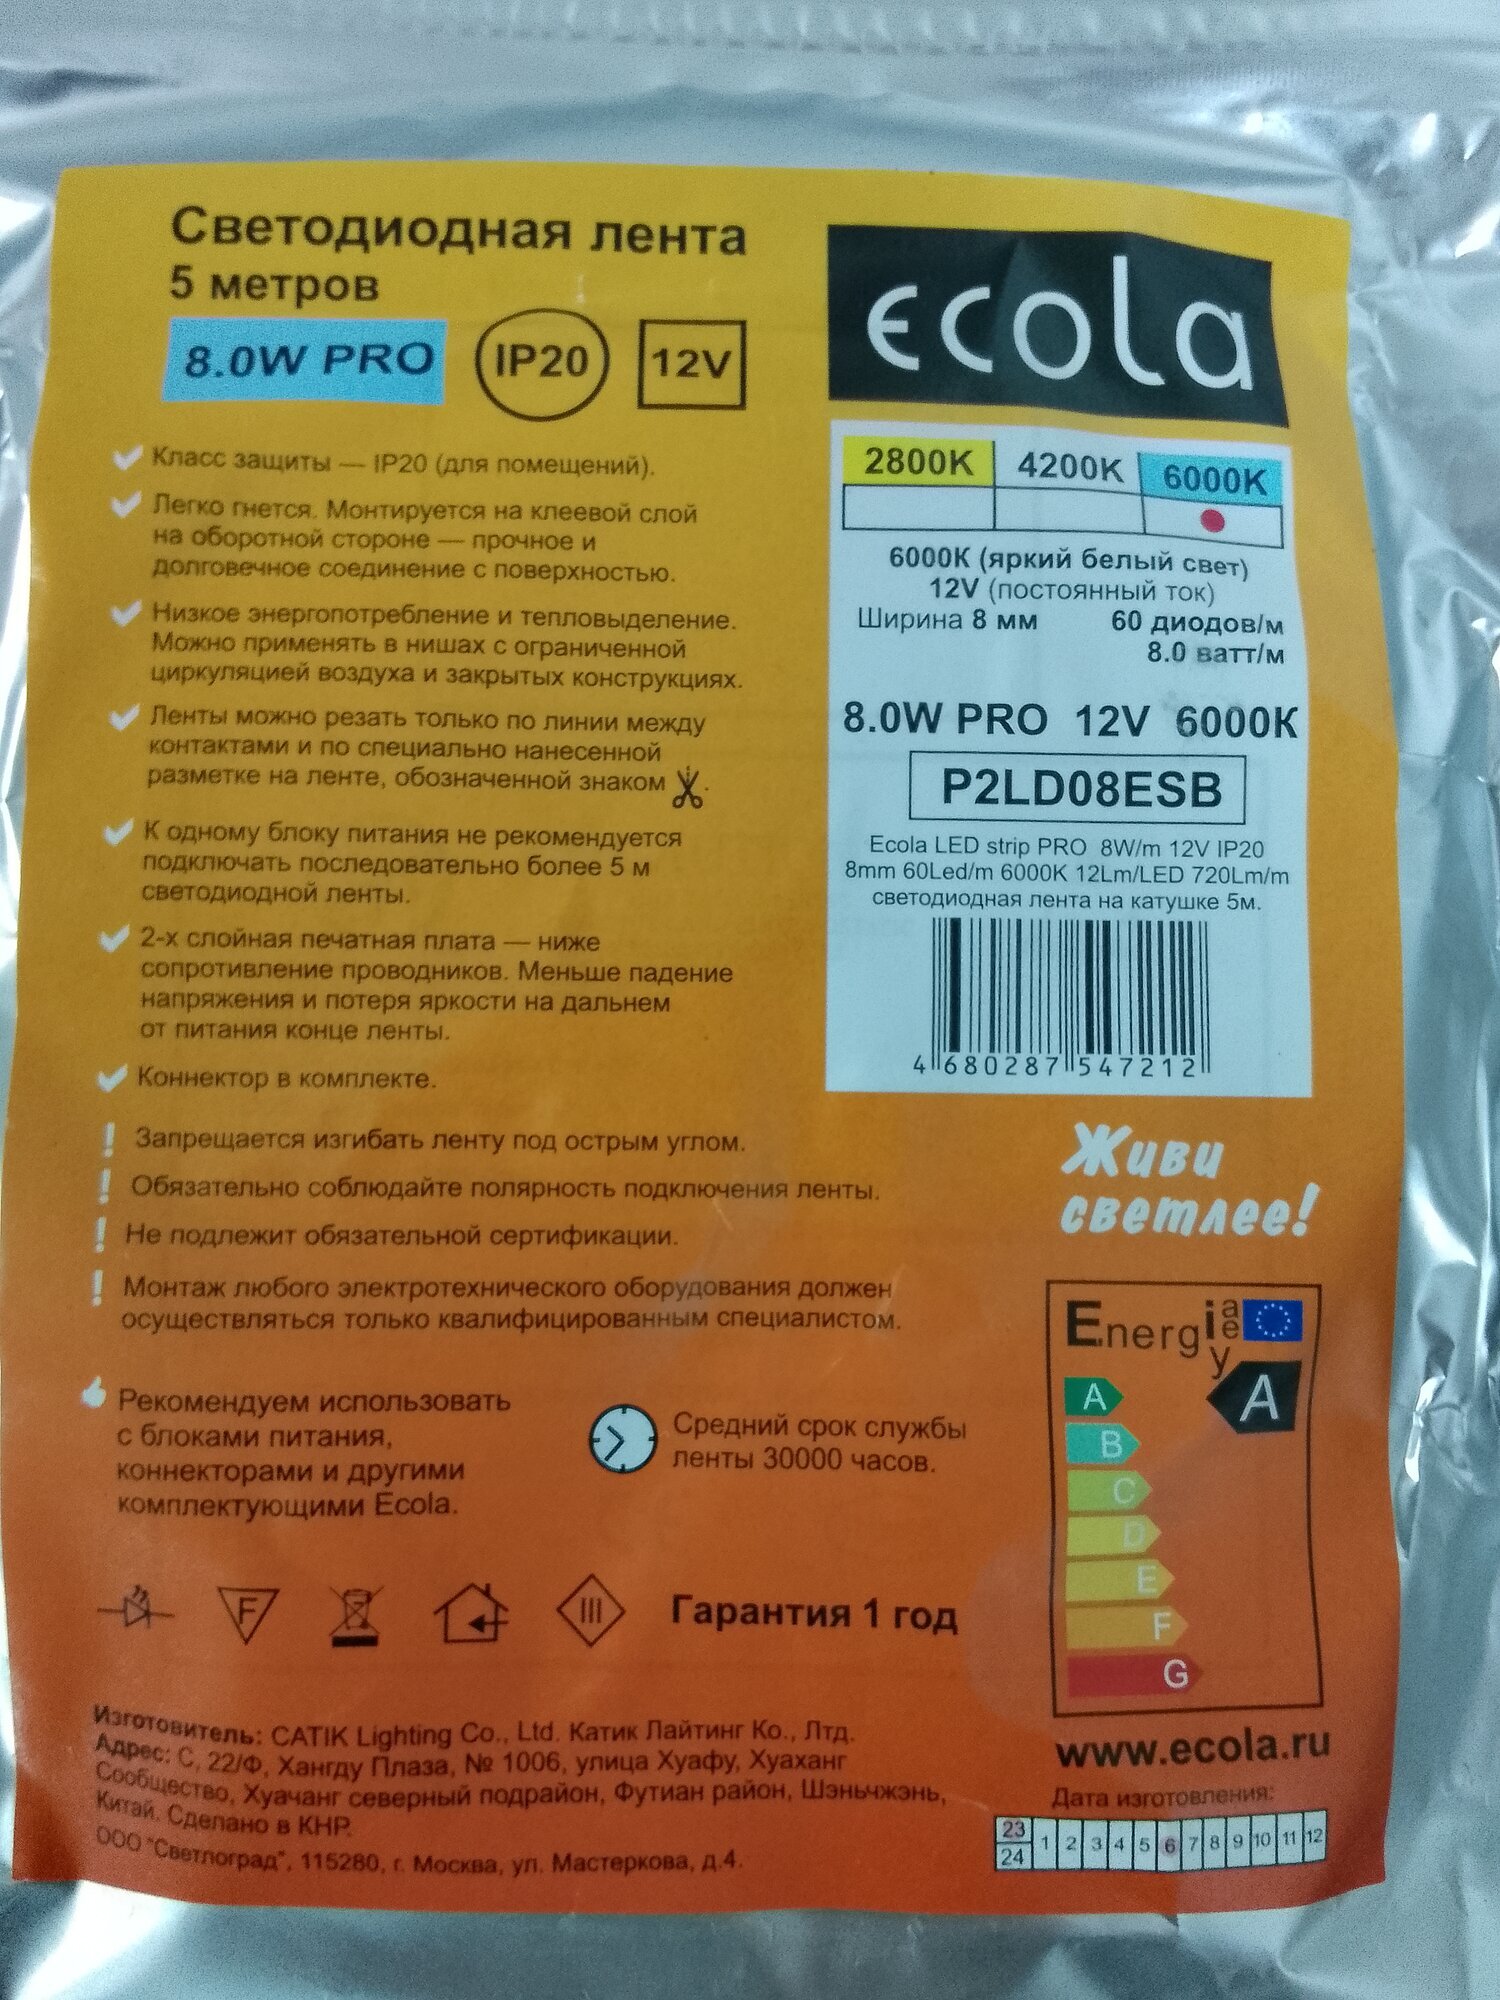 Светодиодная лента
5 метров
8.0W PRO
IP20
12V
Класс защиты — IP20 (для помещений).
Легко гнется. Монтируется на клеевой слой
на оборотной стороне — прочное и
долговечное соединение с поверхностью.
Низкое энергопотребление и тепловыделение.
Можно применять в нишах с ограниченной
циркуляцией воздуха и закрытых конструкциях.
Ленты можно резать только по линии между
контактами и по специально нанесенной
разметке на ленте, обозначенной знаком .
К одному блоку питания не рекомендуется
подключать последовательно более 5 м
светодиодной ленты.
2-х слойная печатная плата — ниже
сопротивление проводников. Меньше падение
напряжения и потеря яркости на дальнем
от питания конце ленты.
Коннектор в комплекте.
! Запрещается изгибать ленту под острым углом.
! Обязательно соблюдайте полярность подключения ленты.
! Не подлежит обязательной сертификации.
! Монтаж любого электротехнического оборудования должен
осуществляться только квалифицированным специалистом.
Рекомендуем использовать
с блоками питания,
коннекторами и другими
комплектующими Ecola.
Средний срок службы
ленты 30000 часов.
F
III
Гарантия 1 год
Изготовитель: CATIK Lighting Co., Ltd. Катик Лайтинг Ко., Лтд.
Адрес: С, 22/Ф, Хангду Плаза, № 1006, улица Хуафу, Хуаханг
Сообщество, Хуачанг северный подрайон, Футиан район, Шэньчжэнь,
Китай. Сделано в КНР.
ООО "Светлоград", 115280, г. Москва, ул. Мастеркова, д.4.
ecola
2800K 4200K 6000K
6000К (яркий белый свет)
12V (постоянный ток)
Ширина 8 мм 60 диодов/м
8.0 ватт/м
8.0W PRO 12V 6000K
P2LD08ESB
Ecola LED strip PRO 8W/m 12V IP20
8mm 60Led/m 6000K 12Lm/LED 720Lm/m
светодиодная лента на катушке 5м.
4 680287 547212
Живи
светлее!
Energi a e y
A
A
B
C
D
E
F
G
www.ecola.ru
Дата изготовления:
23 1 2 3 4 5 6 7 8 9 10 11 12
24